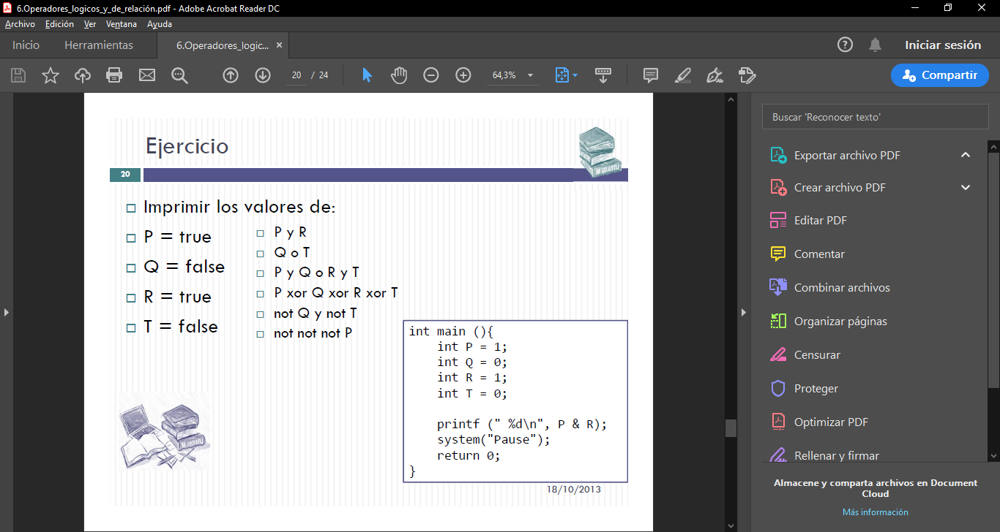 6.Operadores_logicos_y_de_relación.pdf - Adobe Acrobat Reader DC
Archivo Edición Ver Ventana Ayuda
Inicio Herramientas 6.Operadores_logic... × Iniciar sesión
20 / 24 64,3% Compartir
Ejercicio
20
Imprimir los valores de:
P = true
Q = false
R = true
T = false
P y R
Q o T
P y Q o R y T
P xor Q xor R xor T
not Q y not T
not not not P
int main (){
int P = 1;
int Q = 0;
int R = 1;
int T = 0;
printf (" %d\n", P & R);
system("Pause");
return 0;
}
18/10/2013
Buscar 'Reconocer texto'
Exportar archivo PDF
Crear archivo PDF
Editar PDF
Comentar
Combinar archivos
Organizar páginas
Censurar
Proteger
Optimizar PDF
Rellenar y firmar
Almacene y comparta archivos en Document
Cloud
Más información